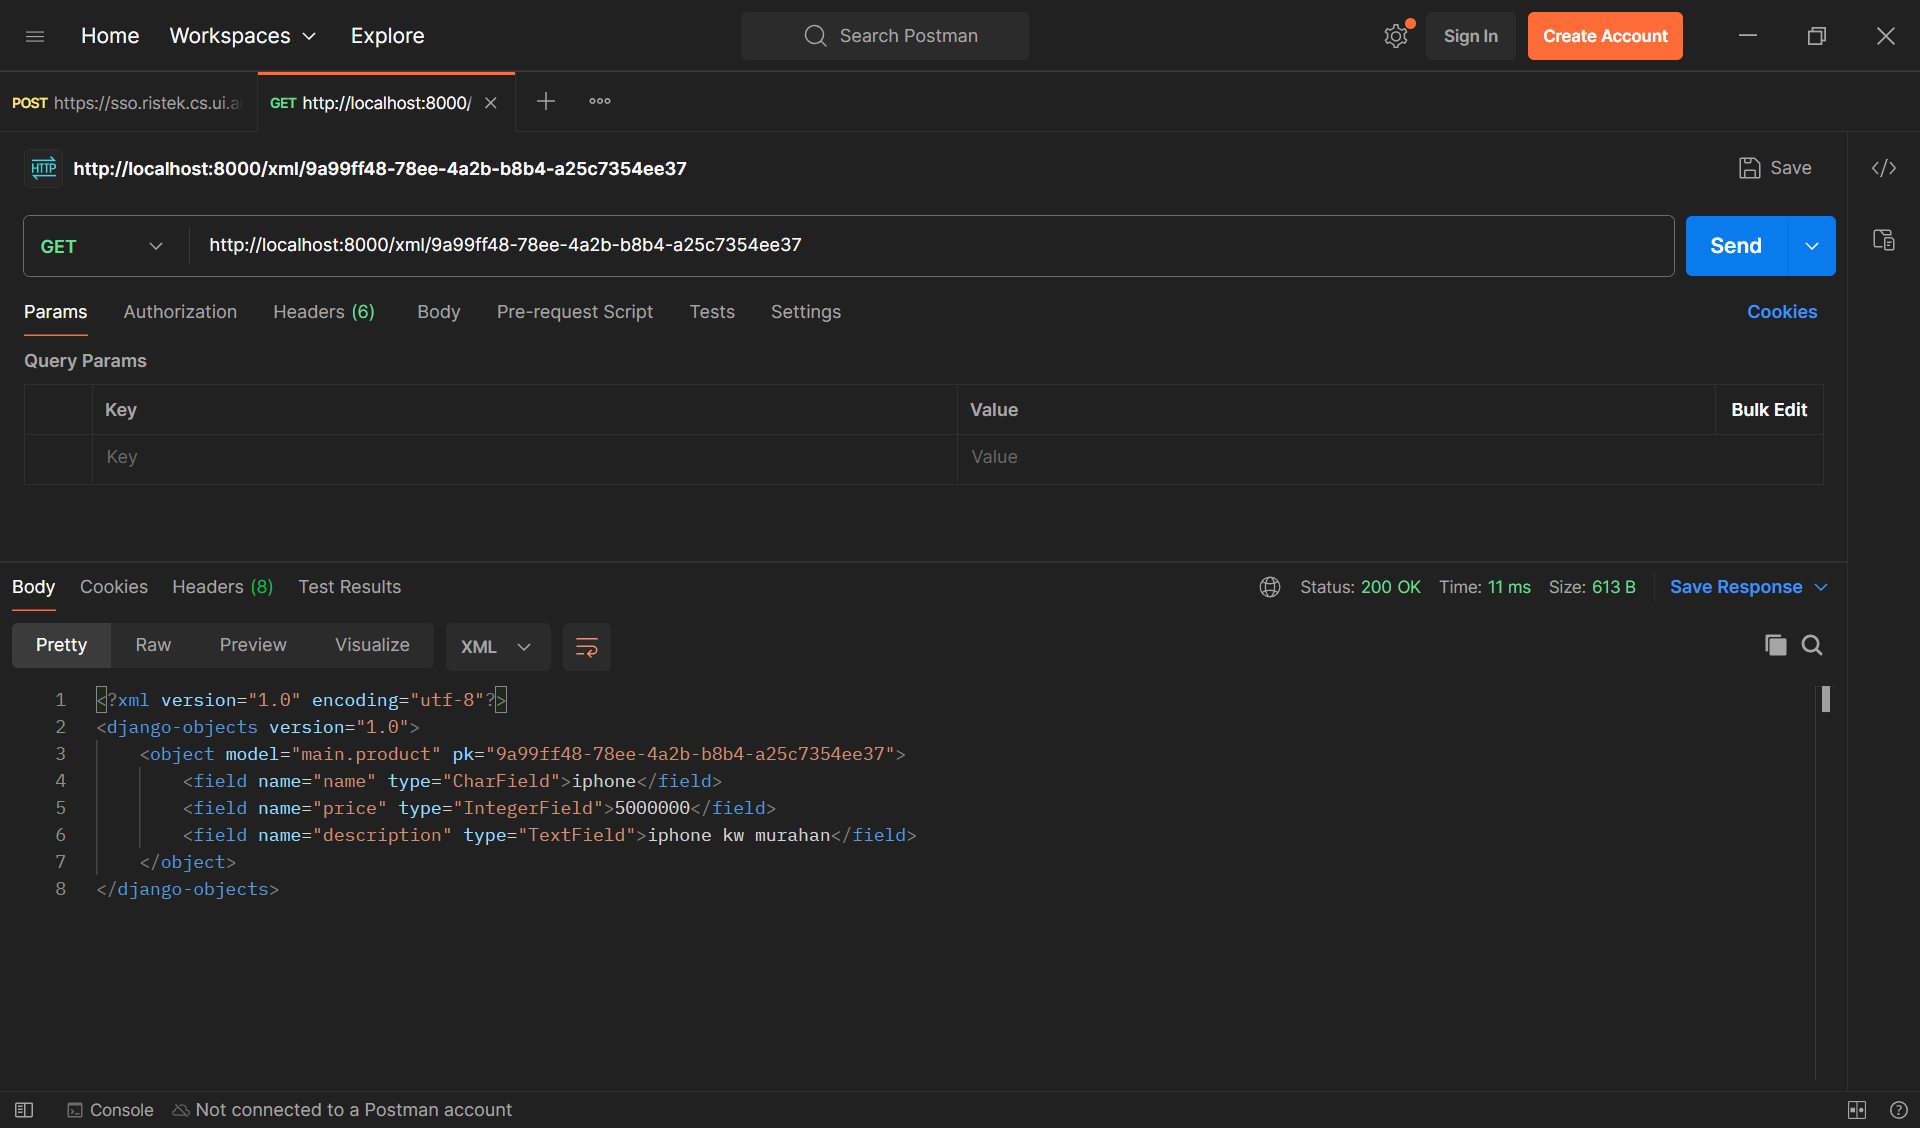 Home Workspaces Explore Search Postman Sign In Create Account
POST https://sso.ristek.cs.ui.a GET http://localhost:8000/
HTTP http://localhost:8000/xml/9a99ff48-78ee-4a2b-b8b4-a25c7354ee37 Save
GET http://localhost:8000/xml/9a99ff48-78ee-4a2b-b8b4-a25c7354ee37 Send
Params Authorization Headers (6) Body Pre-request Script Tests Settings Cookies
Query Params
Key Value Bulk Edit
Key Value
Body Cookies Headers (8) Test Results Status: 200 OK Time: 11 ms Size: 613 B Save Response
Pretty Raw Preview Visualize XML
1 <?xml version="1.0" encoding="utf-8"?>
2 <django-objects version="1.0">
3 <object model="main.product" pk="9a99ff48-78ee-4a2b-b8b4-a25c7354ee37">
4 <field name="name" type="CharField">iphone</field>
5 <field name="price" type="IntegerField">5000000</field>
6 <field name="description" type="TextField">iphone kw murahan</field>
7 </object>
8 </django-objects>
Console Not connected to a Postman account